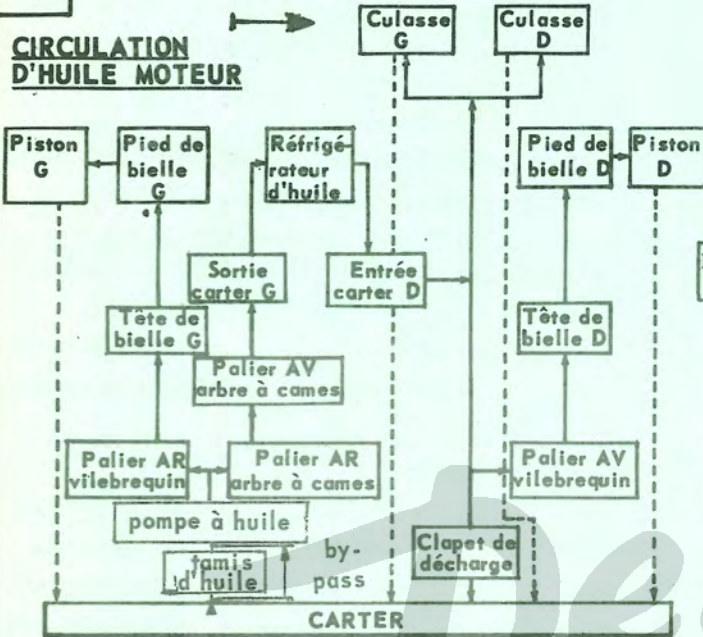 CIRCULATION
D'HUILE MOTEUR
Culasse
G
Culasse
D
Piston
G
Pied de
bielle
G
Réfrigé-
rateur
d'huile
Pied de
bielle D
Piston
D
Sortie
carter G
Entrée
carter D
Tête de
bielle G
Tête de
bielle D
Palier AV
arbre à cames
Palier AR
vilebrequin
Palier AR
arbre à cames
Palier AV
vilebrequin
pompe à huile
tamis
d'huile
by-
pass
Clapet de
décharge
CARTER